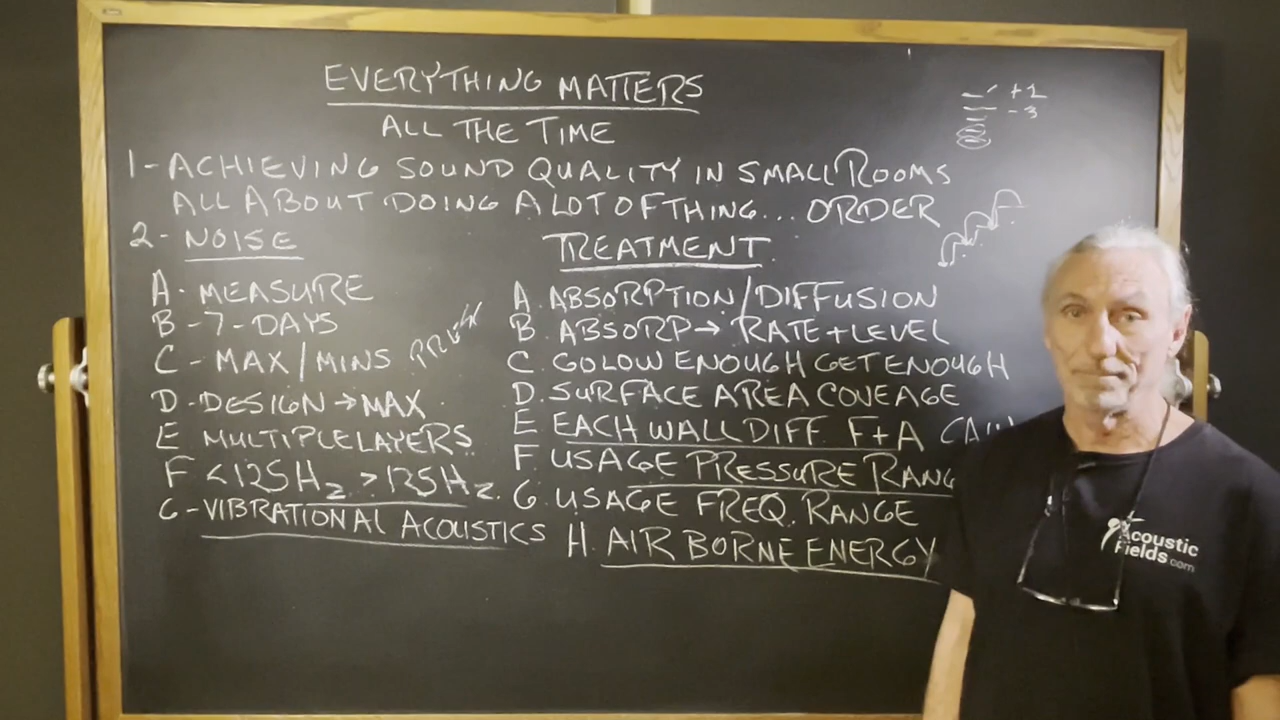 EVERYTHING MATTERS
ALL THE TIME
+1
-3
1-ACHIEVING SOUND QUALITY IN SMALL ROOMS
ALL ABOUT DOING A LOT OF THING... ORDER
2- NOISE
A- MEASURE
B-7-DAYS
C-MAX/MINS
D-DESIGN→MAX
E MULTIPLE LAYERS
F <125HZ >125HZ
G-VIBRATIONAL ACOUSTICS
TREATMENT
A. ABSORPTION/DIFFUSION
B. ABSORP→ RATE+LEVEL
C. GO LOW ENOUGH GET ENOUGH
D. SURFACE AREA COVEAGE
E EACH WALL DIFF F+A
F. USAGE PRESSURE RANG
G. USAGE FREQ. RANGE
H. AIR BORNE ENERGY
Acoustic
Fields.com